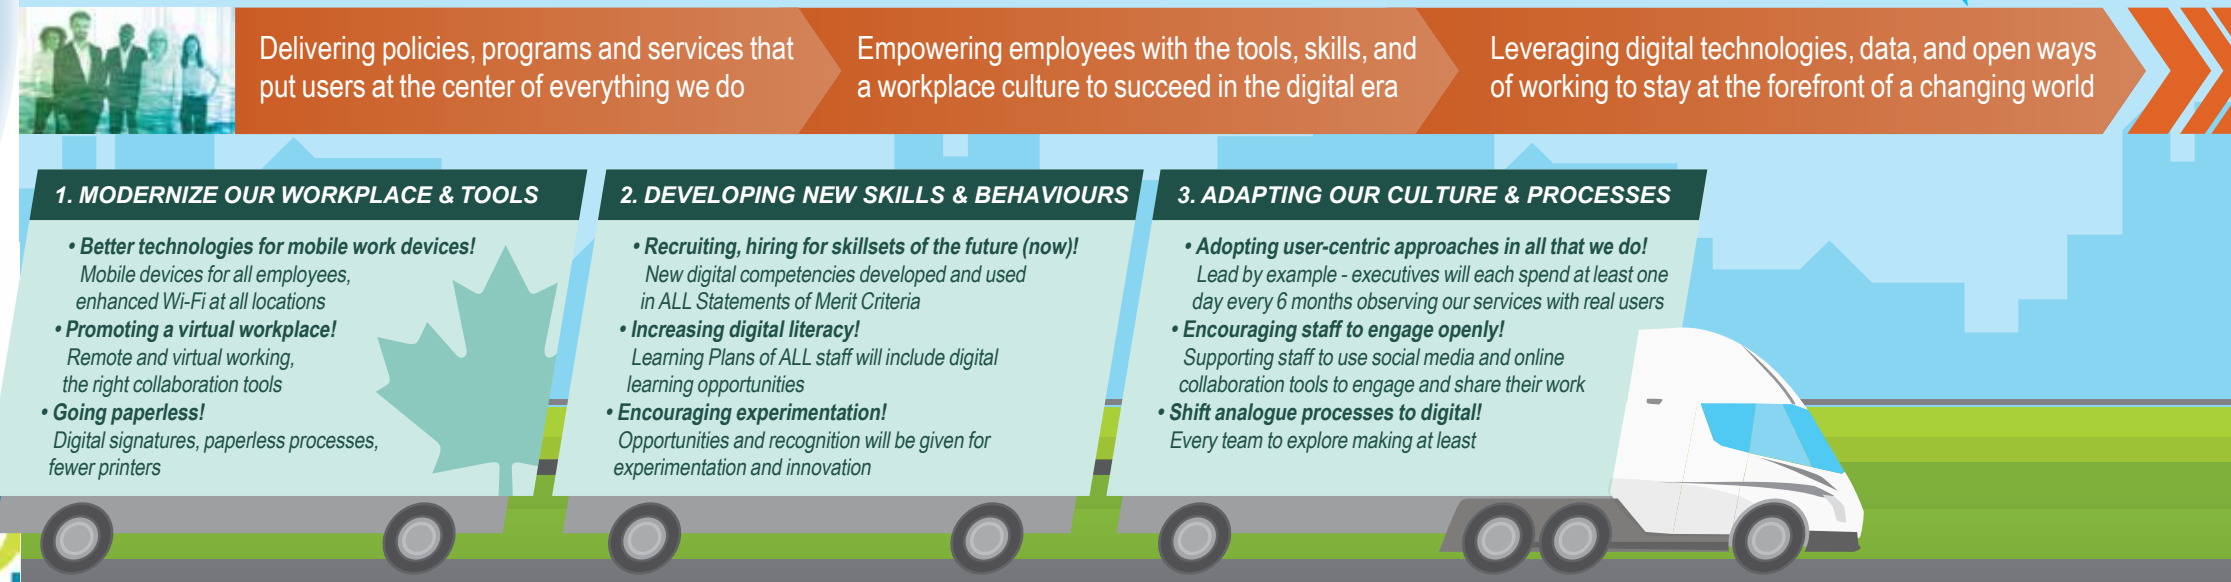 Delivering policies, programs and services that
put users at the center of everything we do
Empowering employees with the tools, skills, and
a workplace culture to succeed in the digital era
Leveraging digital technologies, data, and open ways
of working to stay at the forefront of a changing world
1. MODERNIZE OUR WORKPLACE & TOOLS
• Better technologies for mobile work devices!
Mobile devices for all employees,
enhanced Wi-Fi at all locations
• Promoting a virtual workplace!
Remote and virtual working,
the right collaboration tools
• Going paperless!
Digital signatures, paperless processes,
fewer printers
2. DEVELOPING NEW SKILLS & BEHAVIOURS
• Recruiting, hiring for skillsets of the future (now)!
New digital competencies developed and used
in ALL Statements of Merit Criteria
• Increasing digital literacy!
Learning Plans of ALL staff will include digital
learning opportunities
• Encouraging experimentation!
Opportunities and recognition will be given for
experimentation and innovation
3. ADAPTING OUR CULTURE & PROCESSES
• Adopting user-centric approaches in all that we do!
Lead by example - executives will each spend at least one
day every 6 months observing our services with real users
• Encouraging staff to engage openly!
Supporting staff to use social media and online
collaboration tools to engage and share their work
• Shift analogue processes to digital!
Every team to explore making at least